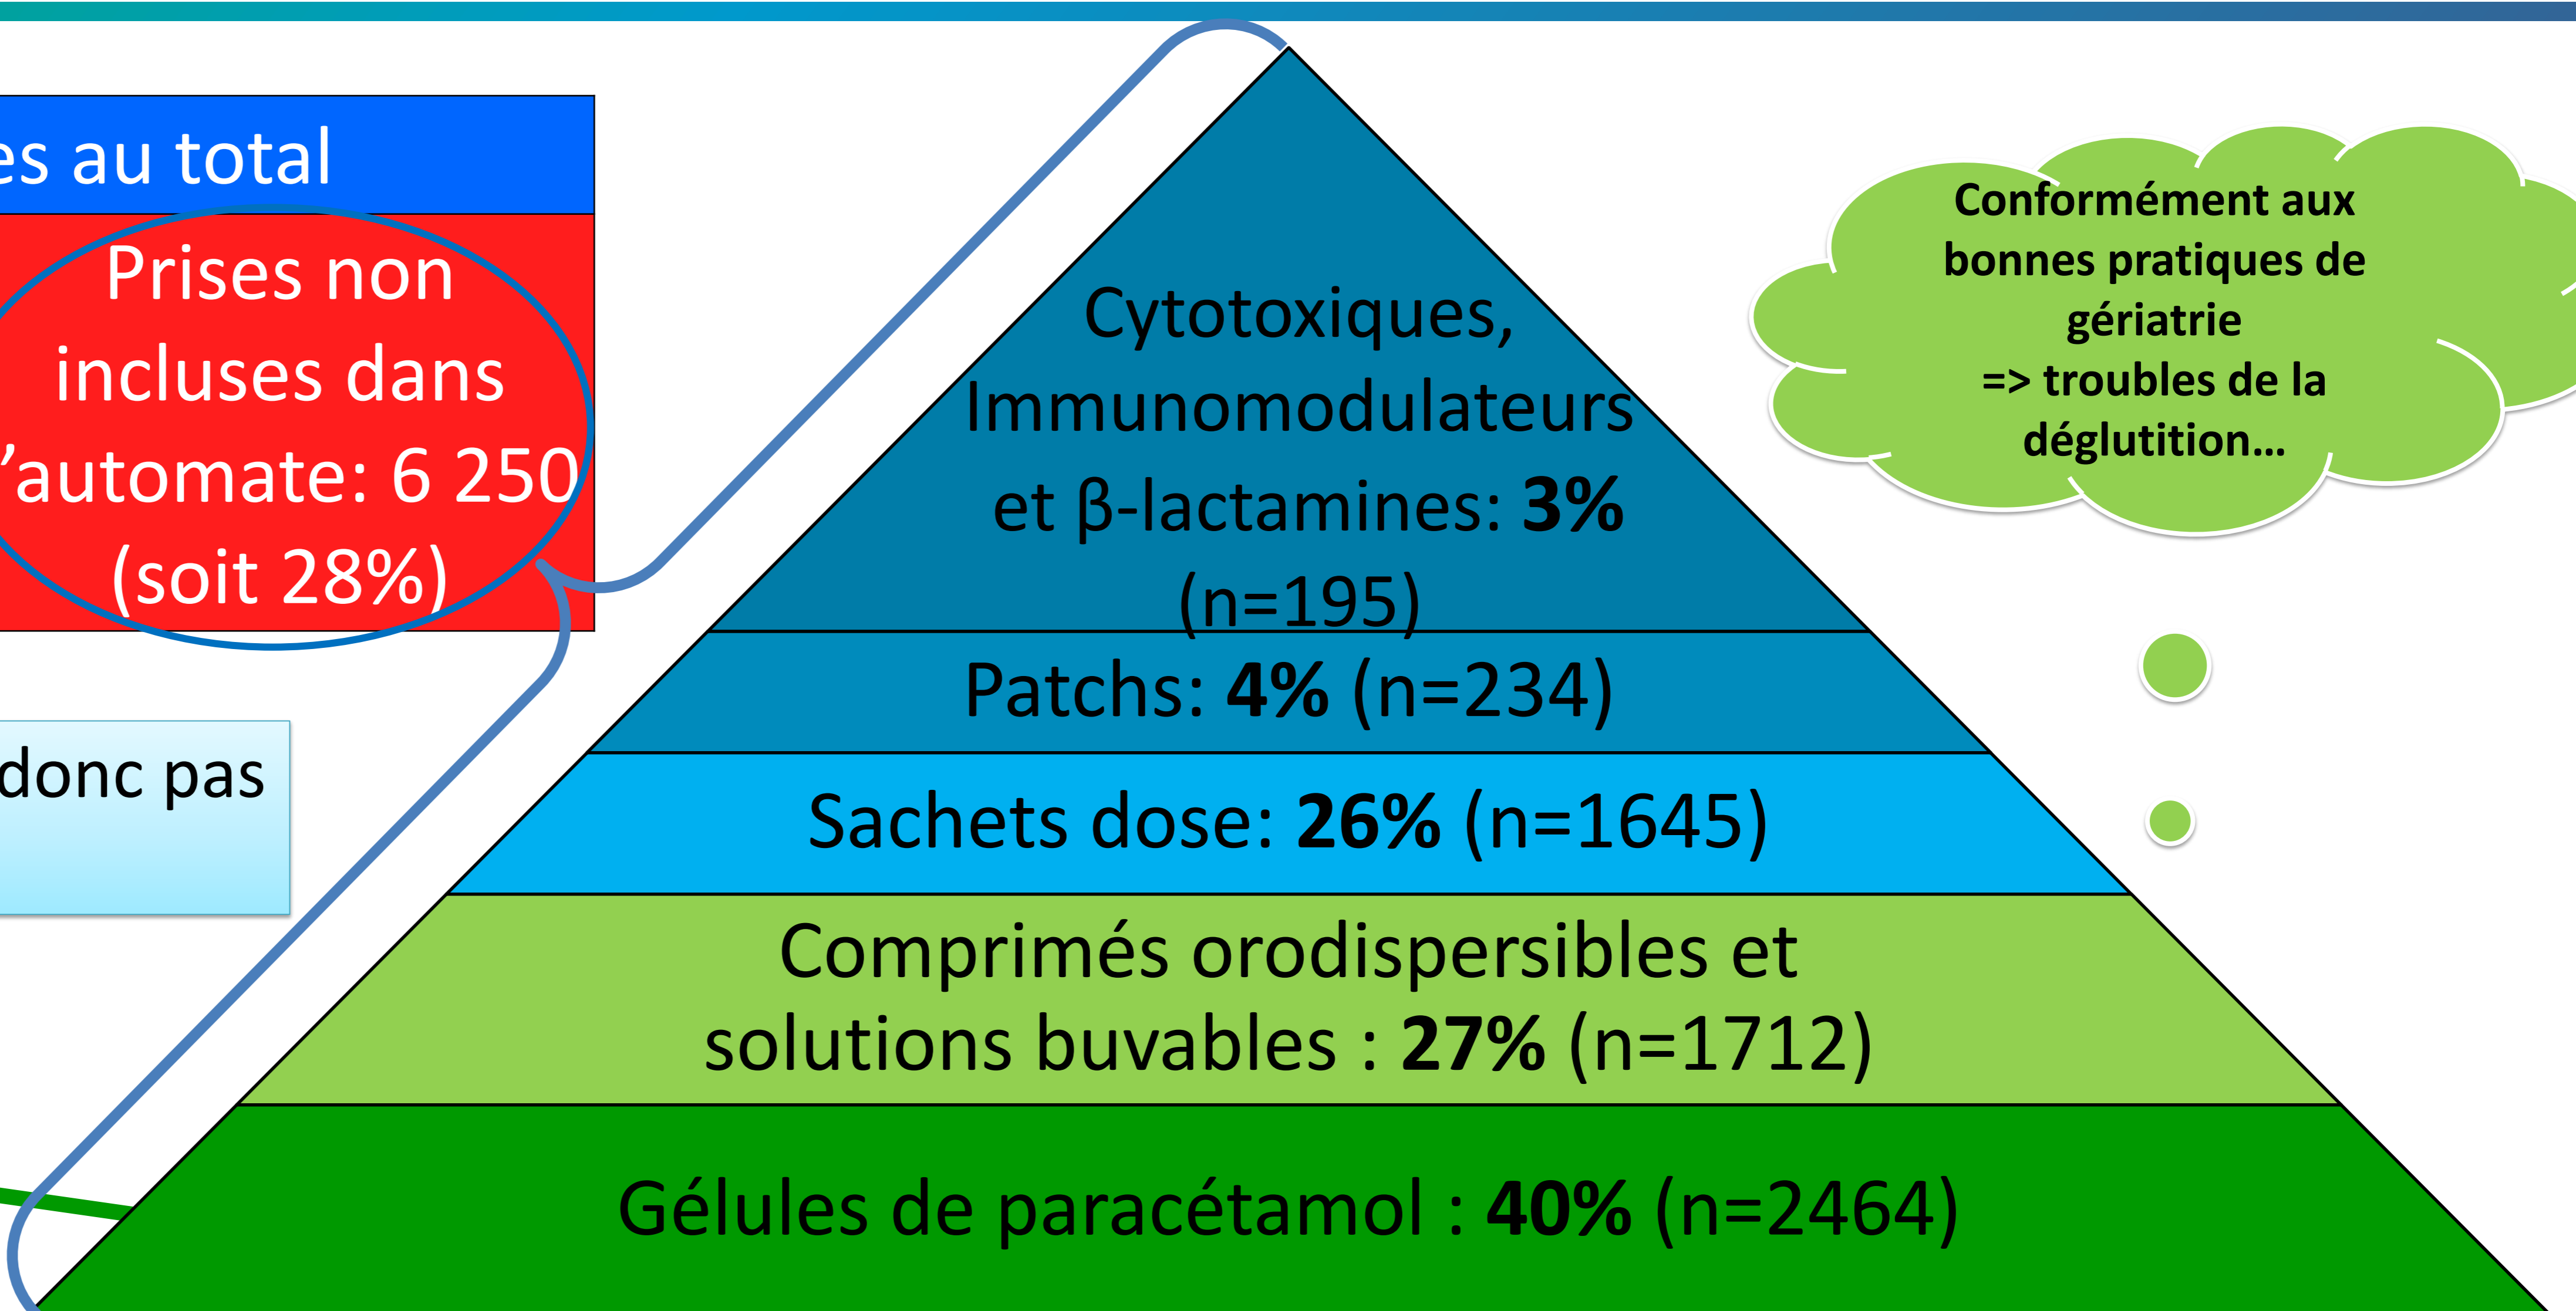 es au total
Prises non
incluses dans
'automate: 6 250
(soit 28%)
donc pas
Cytotoxiques,
Immunomodulateurs
et β-lactamines: 3%
(n=195)
Patchs: 4% (n=234)
Sachets dose: 26% (n=1645)
Comprimés orodispersibles et
solutions buvables : 27% (n=1712)
Gélules de paracétamol : 40% (n=2464)
Conformément aux
bonnes pratiques de
gériatrie
=> troubles de la
déglutition...